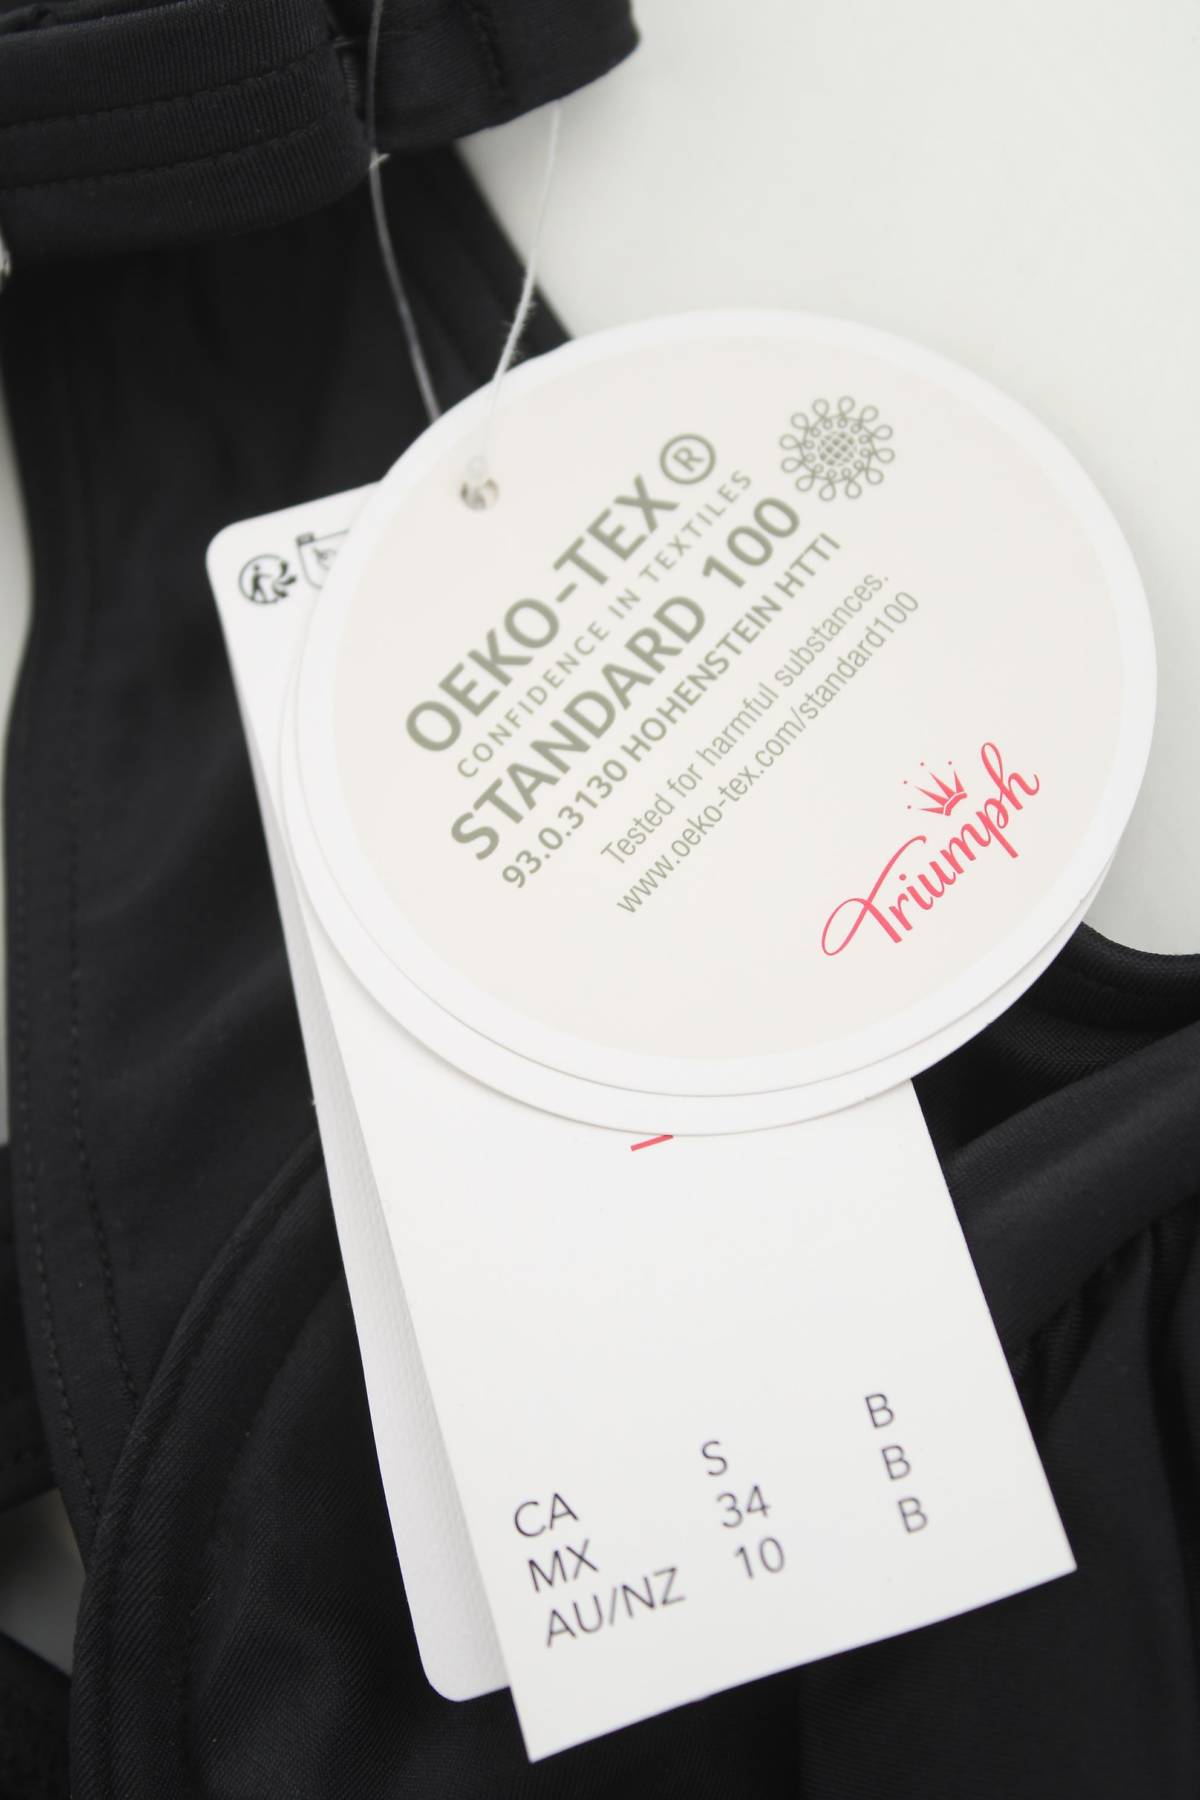 OEKO-TEX®
CONFIDENCE IN TEXTILES
STANDARD 100
93.0.3130 HOHENSTEIN HTTI
Tested for harmful substances.
www.oeko-tex.com/standard100
Triumph
CA S B
MX 34 B
AU/NZ 10 B